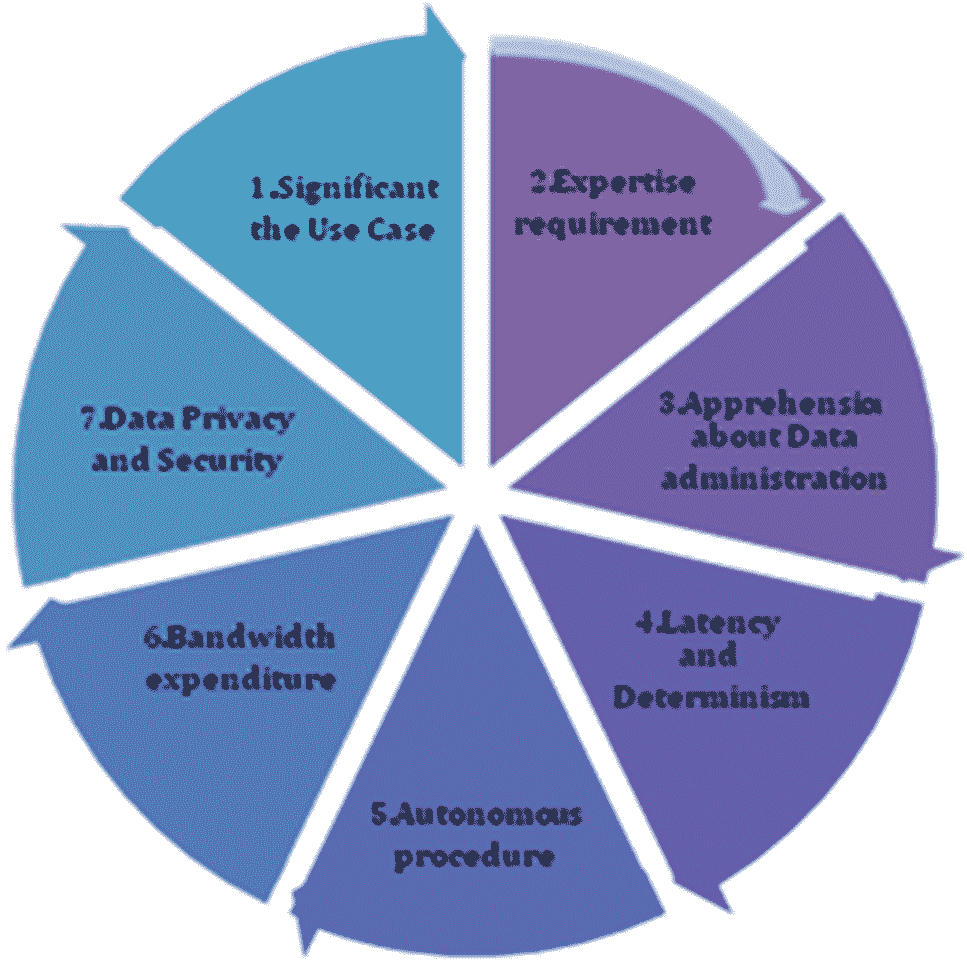 1.Significant
the Use Case
2.Expertise
requirement
3.Apprehensio
about Data
administration
4.Latency
and
Determinism
5.Autonomous
procedure
6.Bandwidth
expenditure
7.Data Privacy
and Security